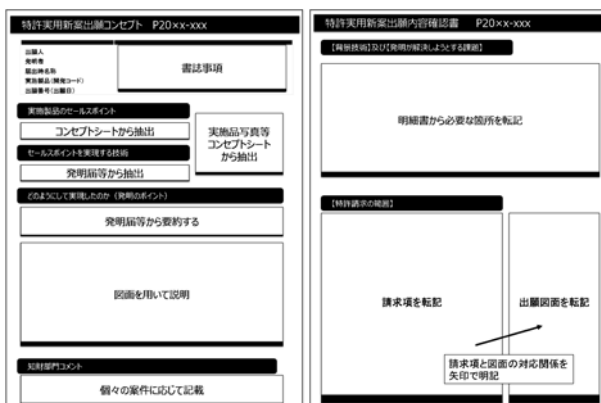 特許実用新案出願コンセプト P20×x-xxx
出願人
発明者
届出時名称
実施製品(開発コード)
出願番号(出願日)
書誌事項
実施製品のセールスポイント
コンセプトシートから抽出
セールスポイントを実現する技術
発明届等から抽出
実施品写真等
コンセプトシート
から抽出
どのようにして実現したのか(発明のポイント)
発明届等から要約する
図面を用いて説明
知財部門コメント
個々の案件に応じて記載
特許実用新案出願内容確認書 P20×x-xxx
【背景技術】及び【発明が解決しようとする課題】
明細書から必要な箇所を転記
【特許請求の範囲】
請求項を転記
出願図面を転記
請求項と図面の対応関係を
矢印で明記